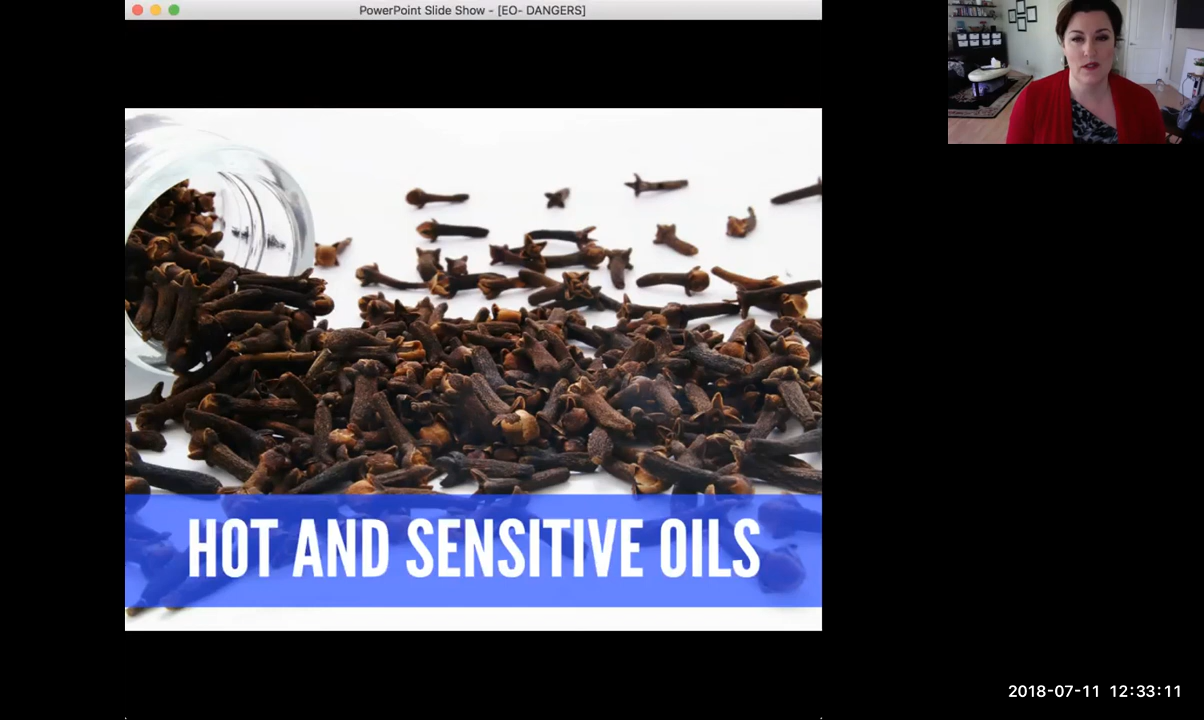 PowerPoint Slide Show - [EO- DANGERS]
HOT AND SENSITIVE OILS
2018-07-11 12:33:11